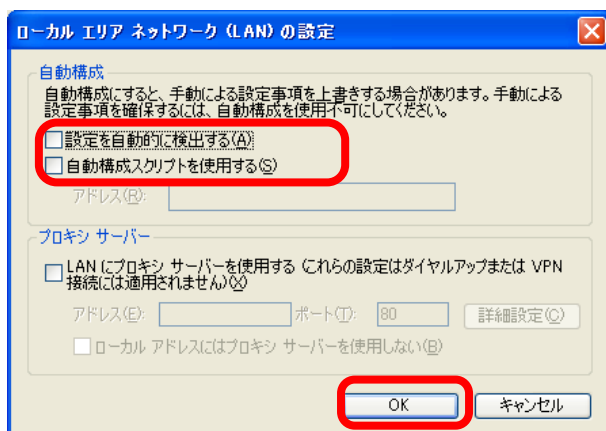 ローカル エリア ネットワーク (LAN) の設定
自動構成
自動構成にすると、手動による設定事項を上書きする場合があります。手動による
設定事項を確保するには、自動構成を使用不可にしてください。
設定を自動的に検出する(A)
自動構成スクリプトを使用する(S)
アドレス(R):
プロキシ サーバー
LAN にプロキシ サーバーを使用する (これらの設定はダイヤルアップまたは VPN
接続には適用されません)(X)
アドレス(E): ポート(T): 80 詳細設定(C)
ローカル アドレスにはプロキシ サーバーを使用しない(B)
OK キャンセル